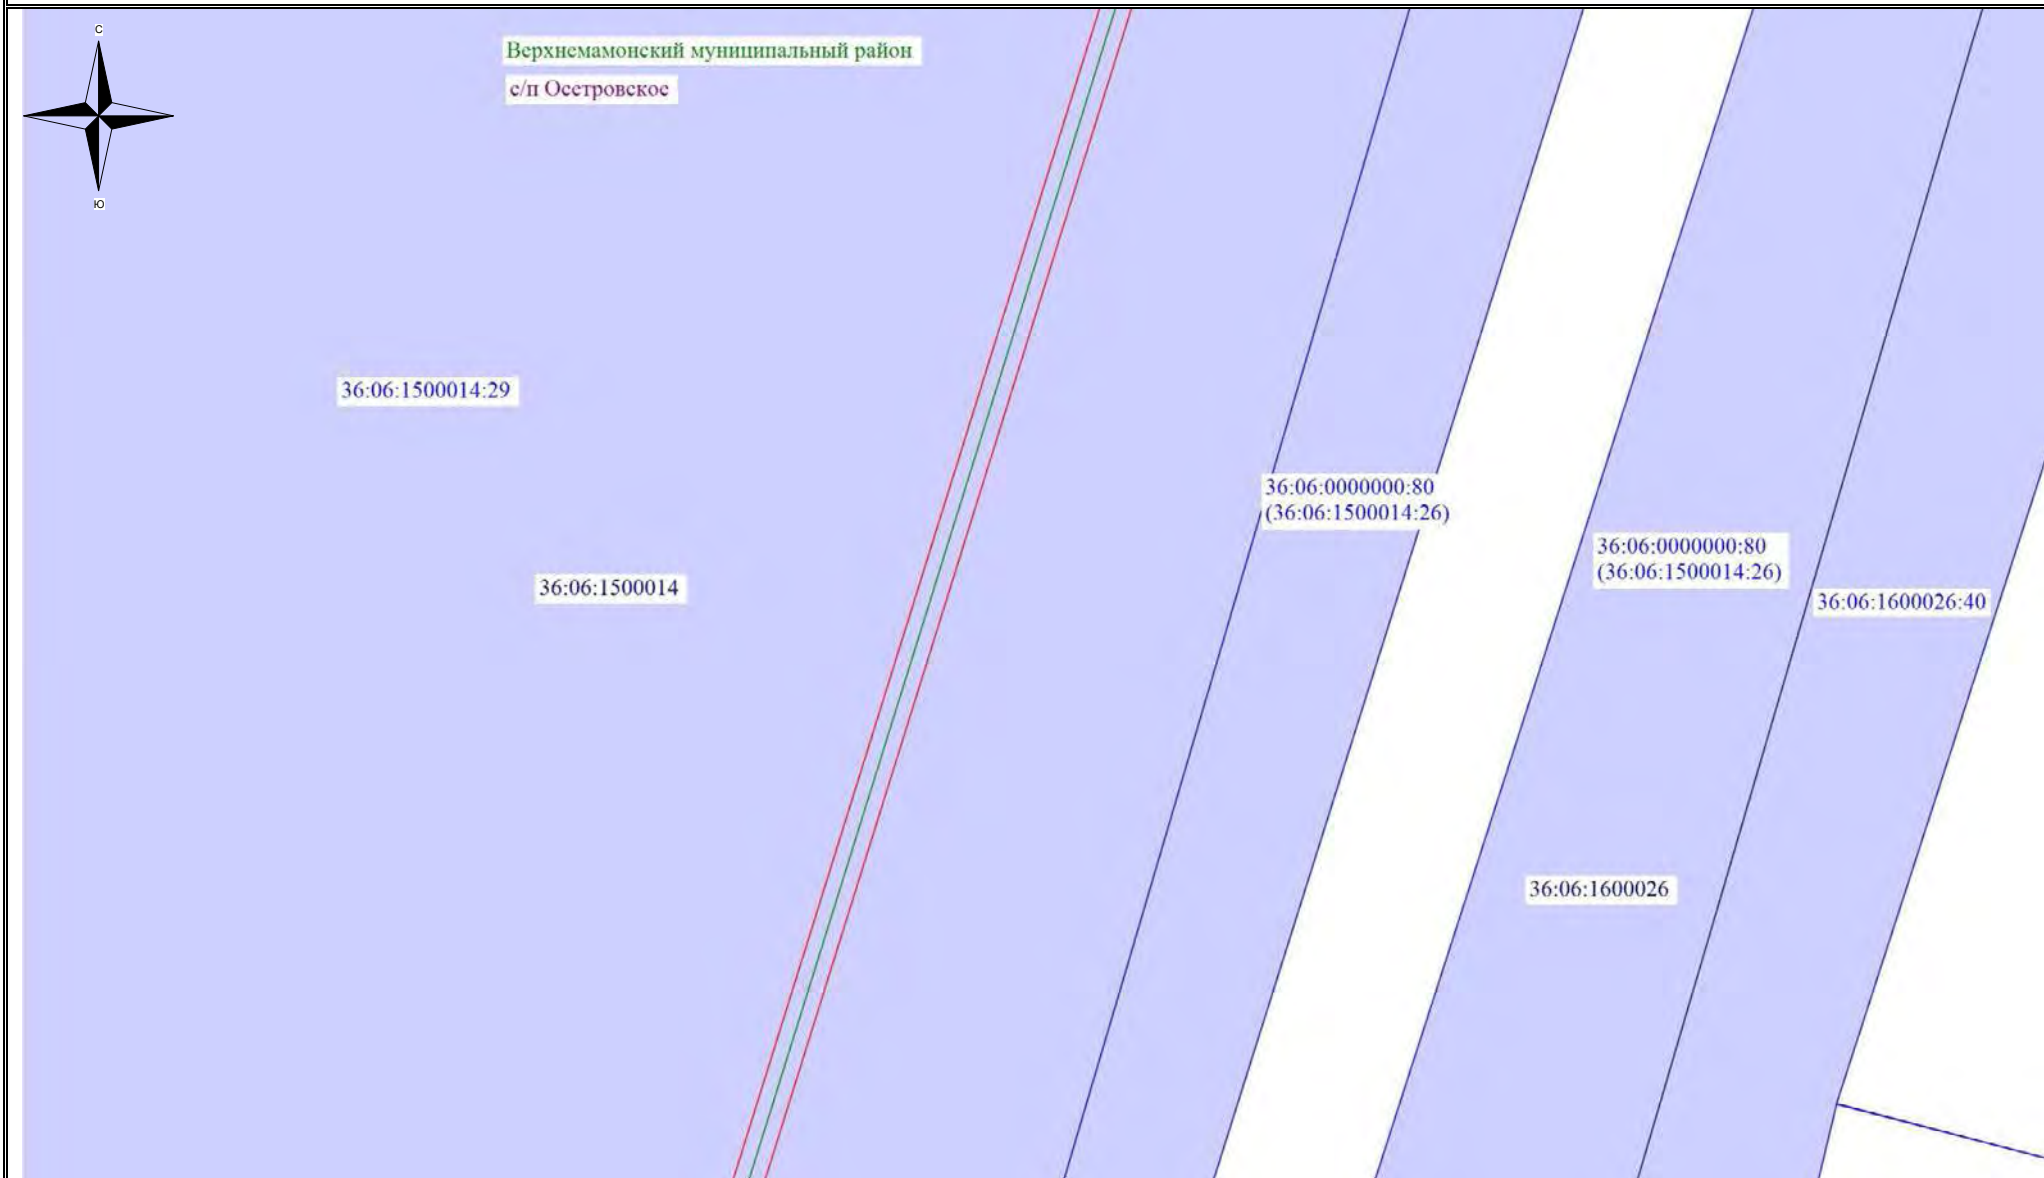 С
Ю
Верхнемамонский муниципальный район
с/п Осетровское
36:06:1500014:29
36:06:1500014
36:06:0000000:80
(36:06:1500014:26)
36:06:0000000:80
(36:06:1500014:26)
36:06:1600026:40
36:06:1600026